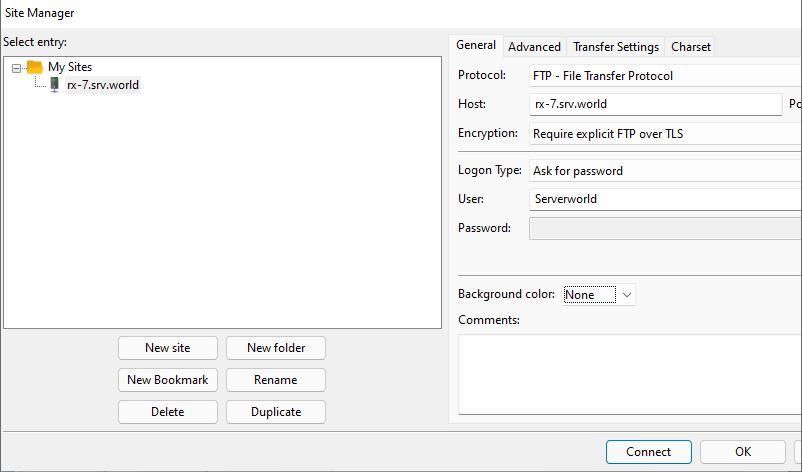 Site Manager
Select entry:
My Sites
rx-7.srv.world
New site
New folder
New Bookmark
Rename
Delete
Duplicate
General
Advanced
Transfer Settings
Charset
Protocol:
FTP - File Transfer Protocol
Host:
rx-7.srv.world
Po
Encryption:
Require explicit FTP over TLS
Logon Type:
Ask for password
User:
Serverworld
Password:
Background color:
None
Comments:
Connect
OK